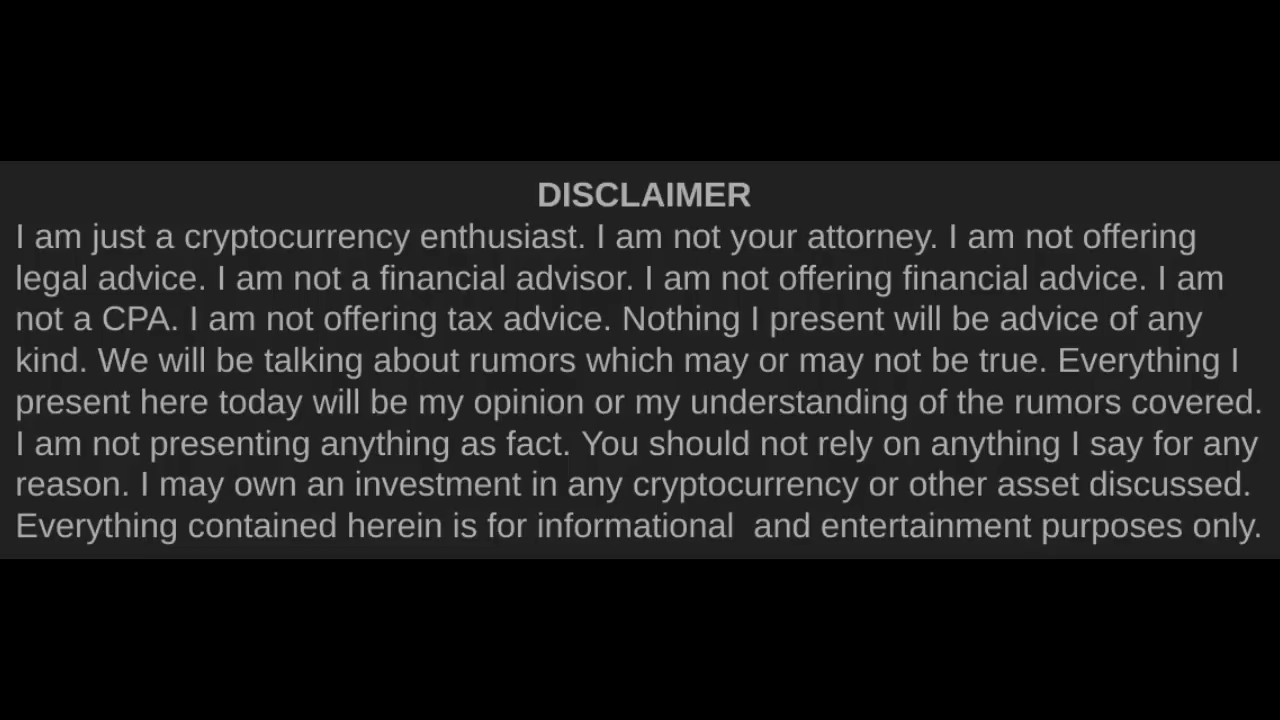 DISCLAIMER
I am just a cryptocurrency enthusiast. I am not your attorney. I am not offering
legal advice. I am not a financial advisor. I am not offering financial advice. I am
not a CPA. I am not offering tax advice. Nothing I present will be advice of any
kind. We will be talking about rumors which may or may not be true. Everything I
present here today will be my opinion or my understanding of the rumors covered.
I am not presenting anything as fact. You should not rely on anything I say for any
reason. I may own an investment in any cryptocurrency or other asset discussed.
Everything contained herein is for informational  and entertainment purposes only.